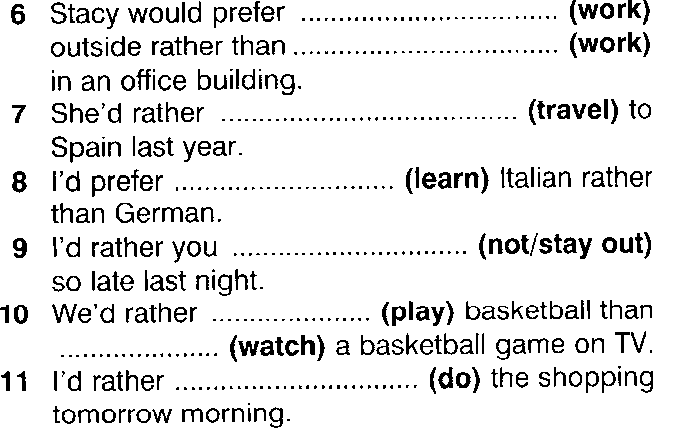 6 Stacy would prefer .................................. (work)
outside rather than ................................... (work)
in an office building.
7 She'd rather ....................................... (travel) to
Spain last year.
8 I'd prefer ............................. (learn) Italian rather
than German.
9 I'd rather you ............................... (not/stay out)
so late last night.
10 We'd rather ..................... (play) basketball than
..................... (watch) a basketball game on TV.
11 I'd rather ................................ (do) the shopping
tomorrow morning.